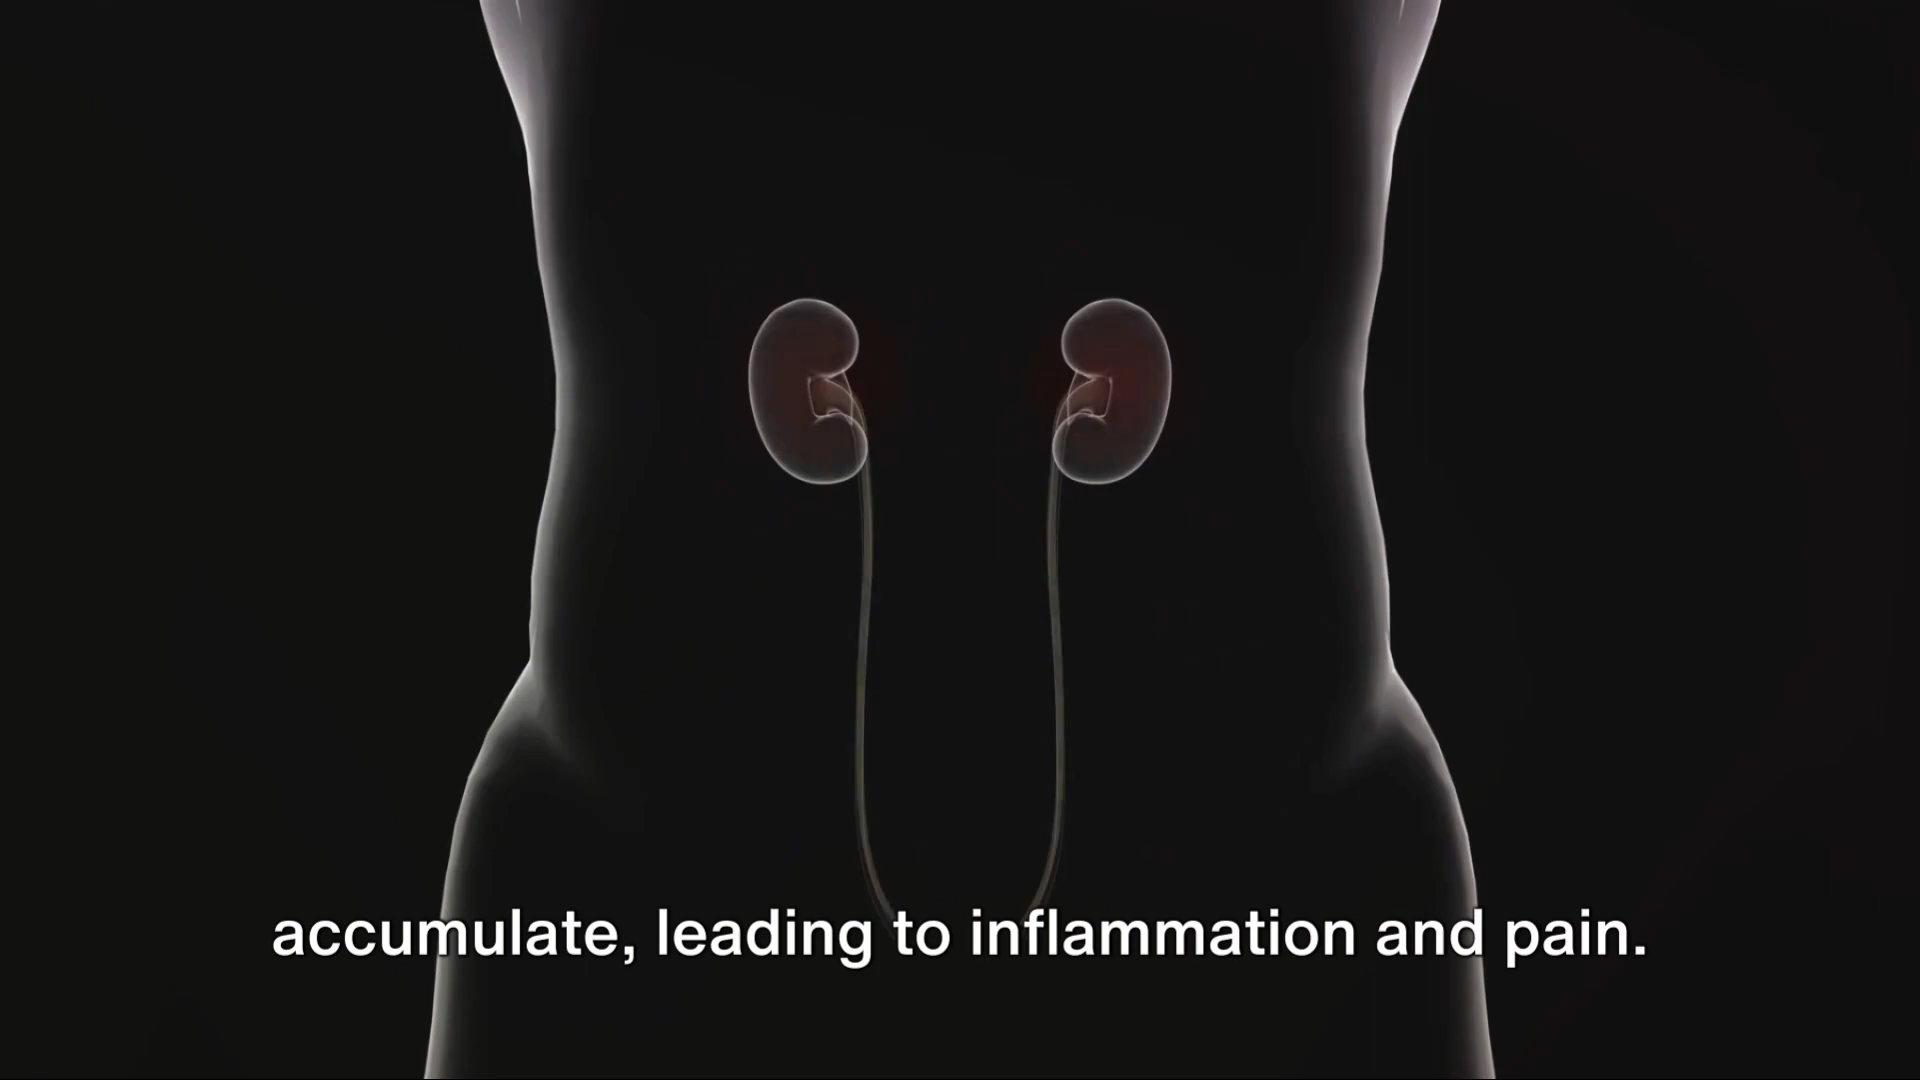 accumulate, leading to inflammation and pain.